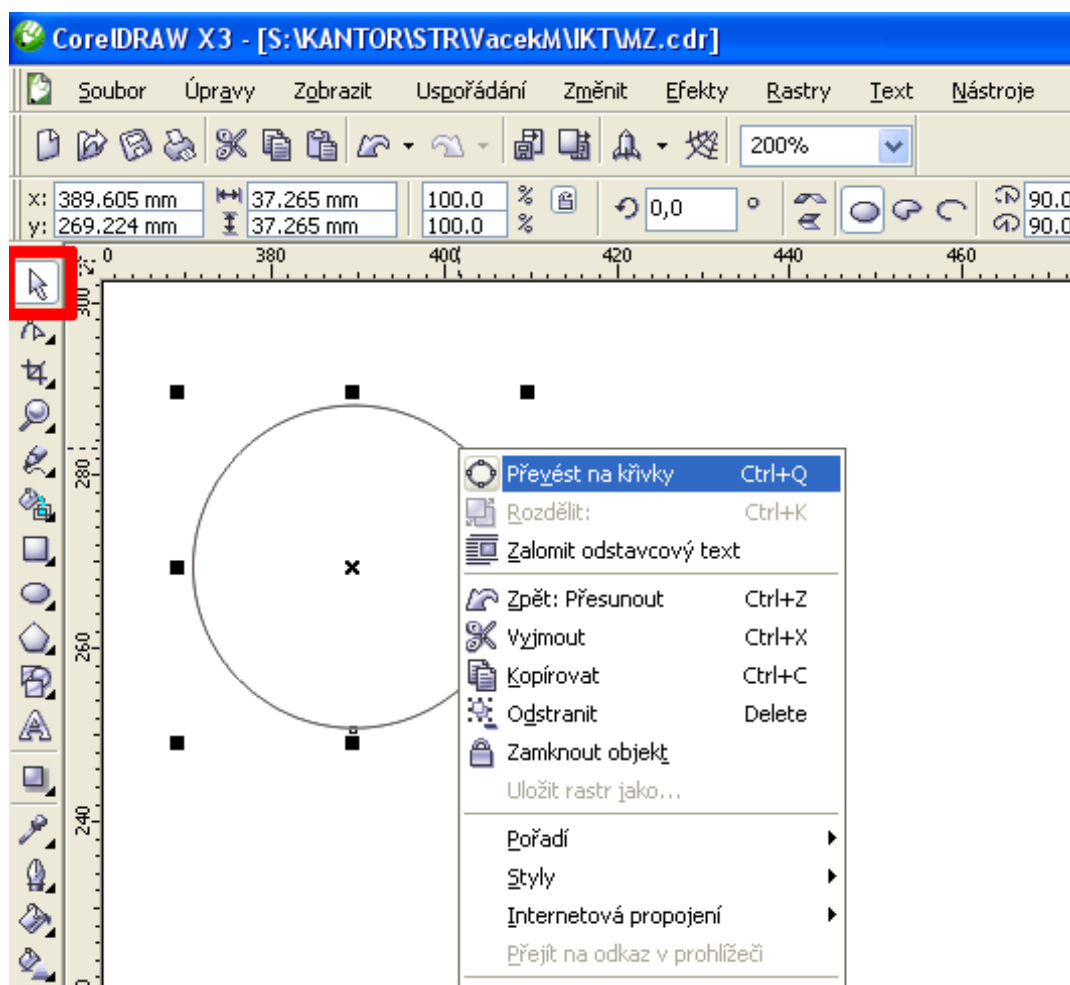 CorelDRAW X3 - [S:\KANTOR\STR\VacekM\IKT\MZ.cdr]
Soubor Úpravy Zobrazit Uspořádání Změnit Efekty Rastry Text Nástroje
200%
x: 389.605 mm 37.265 mm 100.0 % 0,0 ° 90.0
y: 269.224 mm 37.265 mm 100.0 % 90.0
0 380 400 420 440 460
300
280
260
240
Převést na křivky Ctrl+Q
Rozdělit: Ctrl+K
Zalomit odstavcový text
Zpět: Přesunout Ctrl+Z
Vyjmout Ctrl+X
Kopírovat Ctrl+C
Odstranit Delete
Zamknout objekt
Uložit rastr jako...
Pořadí
Styly
Internetová propojení
Přejít na odkaz v prohlížeči